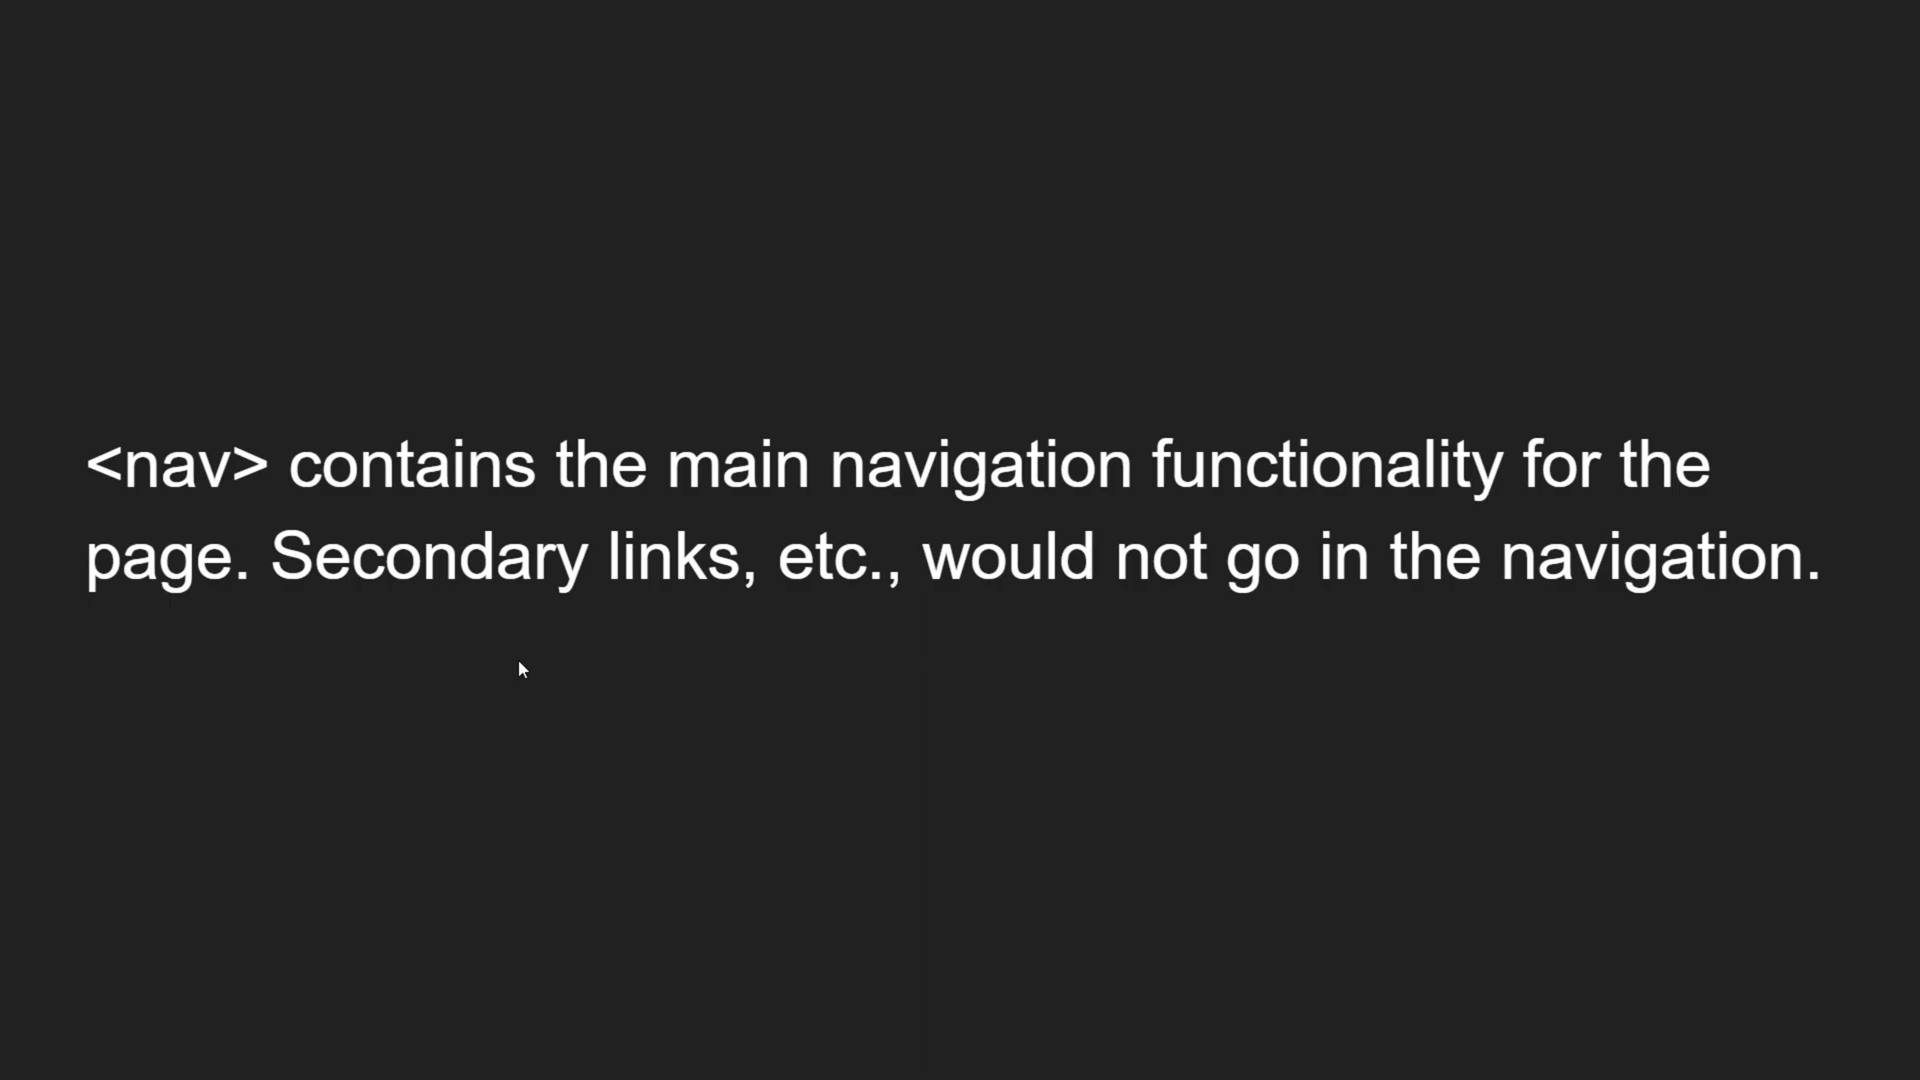 <nav> contains the main navigation functionality for the
page. Secondary links, etc., would not go in the navigation.